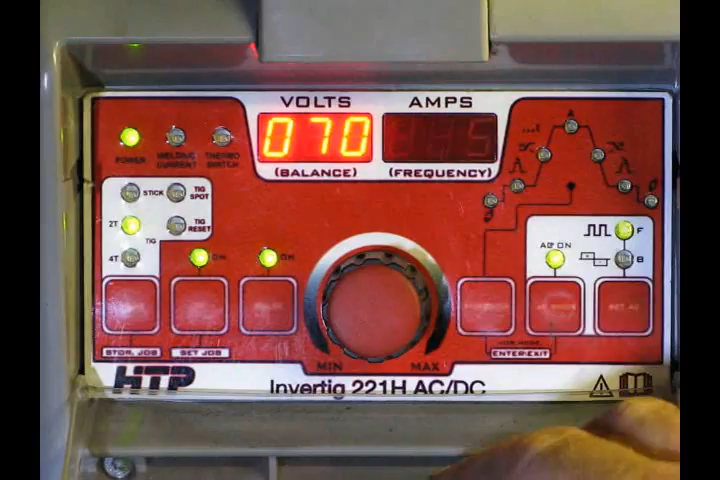 VOLTS AMPS
070
(BALANCE) (FREQUENCY)
POWER WELDING CURRENT THERMO SWITCH
A
STICK TIG SPOT
2T TIG RESET
TIG
4T
ON ON
AC ON
F
B
STOR. JOB SET JOB
MIN MAX
ENTER-EXIT
HTP Invertig 221H AC/DC